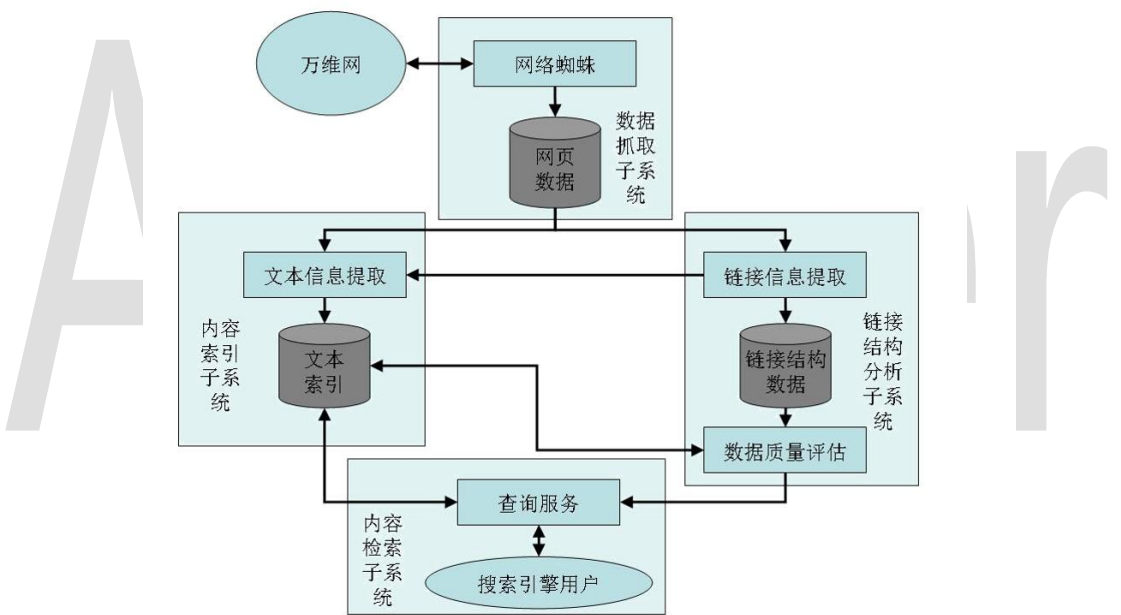 万维网
网络蜘蛛
网页
数据
数据
抓取
子系
统
文本信息提取
链接信息提取
内容
索引
子系
统
文本
索引
链接结构
数据
链接
结构
分析
子系
统
数据质量评估
查询服务
内容
检索
子系
统
搜索引擎用户